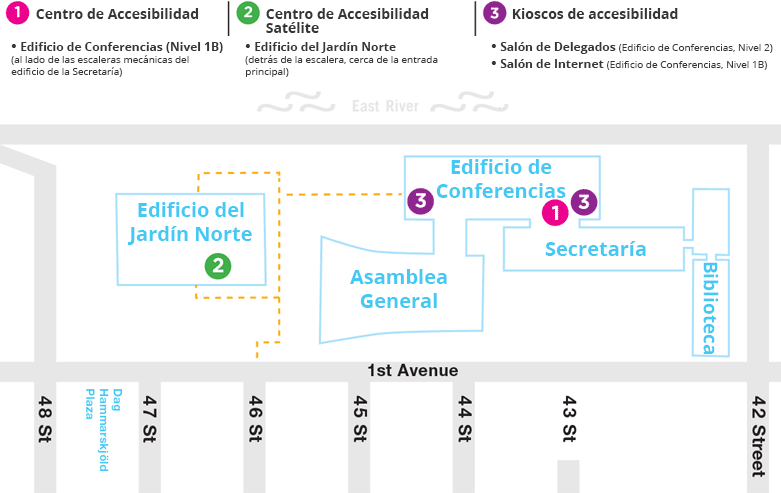 1 Centro de Accesibilidad
• Edificio de Conferencias (Nivel 1B)
(al lado de las escaleras mecánicas del
edificio de la Secretaría)
2 Centro de Accesibilidad
Satélite
• Edificio del Jardín Norte
(detrás de la escalera, cerca de la entrada
principal)
3 Kioscos de accesibilidad
• Salón de Delegados (Edificio de Conferencias, Nivel 2)
• Salón de Internet (Edificio de Conferencias, Nivel 1B)
East River
Edificio de
Conferencias
3
1
3
Edificio del
Jardín Norte
2
Secretaría
Asamblea
General
Biblioteca
1st Avenue
48 St
Dag
Hammarskjöld
Plaza
47 St
46 St
45 St
44 St
43 St
42 Street